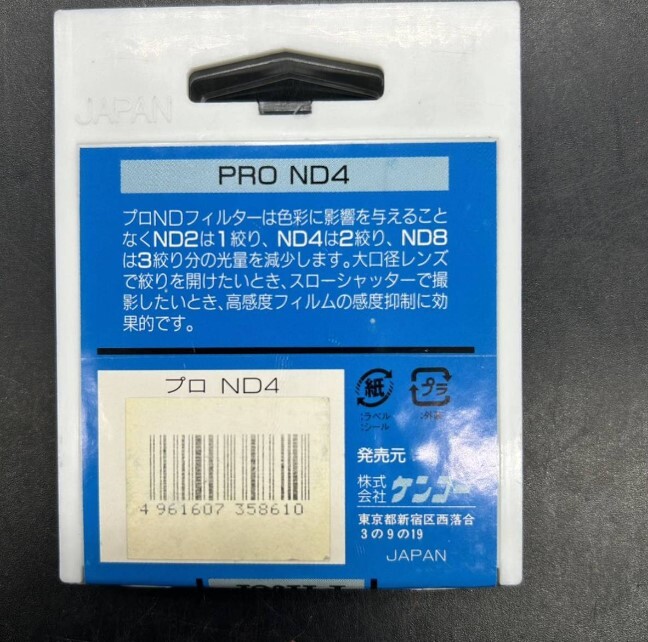 JAPAN
PRO ND4
プロNDフィルターは色彩に影響を与えること
なくND2は1絞り、ND4は2絞り、ND8
は3絞り分の光量を減少します。大口径レンズ
で絞りを開けたいとき、スローシャッターで撮
影したいとき、高感度フィルムの感度抑制に効
果的です。
プロ ND4
4 961607 358610
紙
プラ
:ラベル
:シール
発売元
株式
会社 ケンコー
東京都新宿区西落合
3の9の19
JAPAN